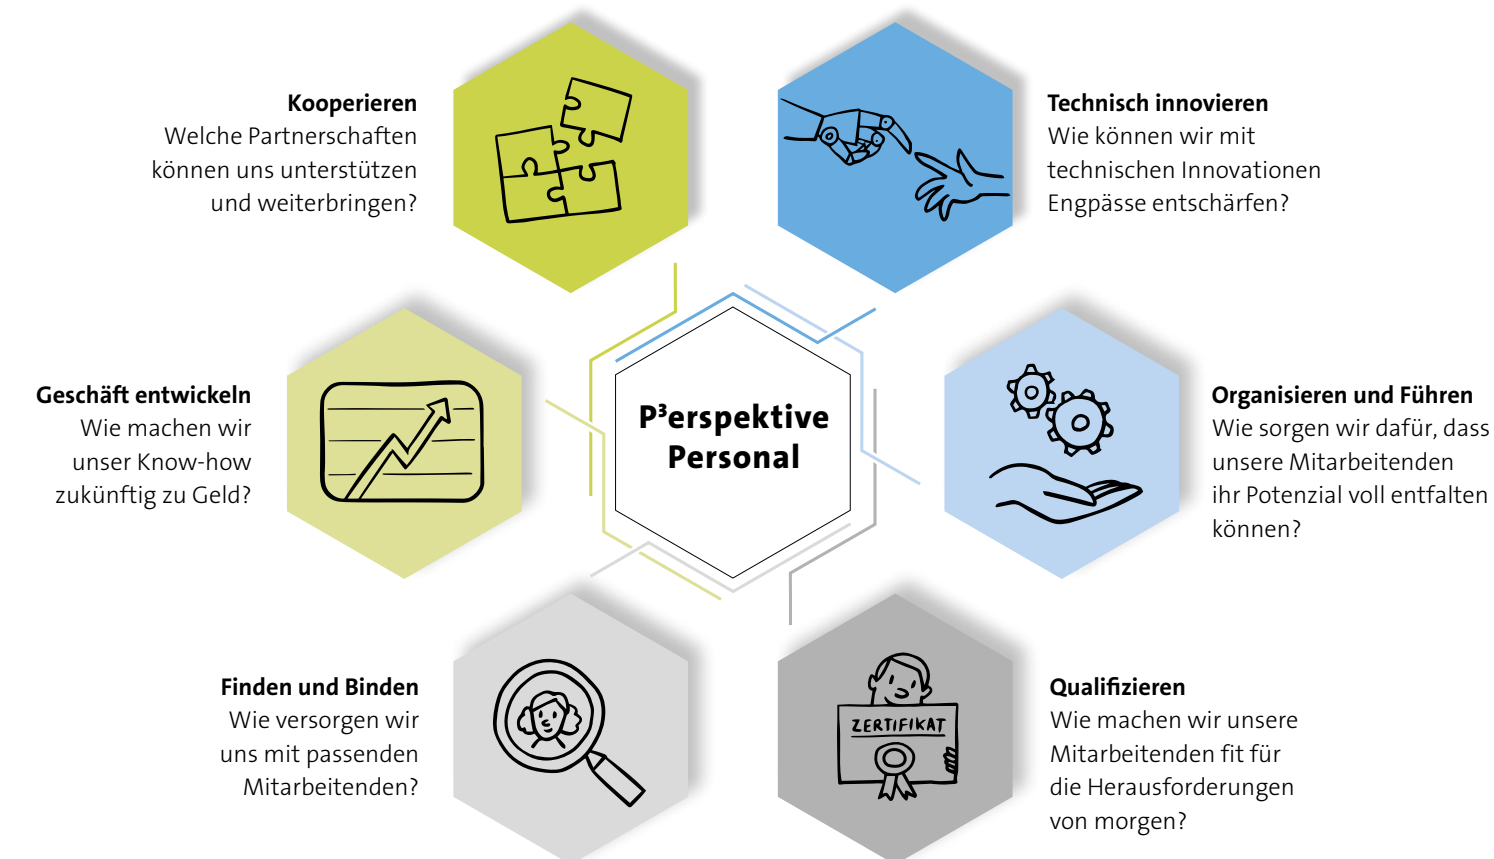 Kooperieren
Welche Partnerschaften
können uns unterstützen
und weiterbringen?
Technisch innovieren
Wie können wir mit
technischen Innovationen
Engpässe entschärfen?
Geschäft entwickeln
Wie machen wir
unser Know-how
zukünftig zu Geld?
P³erspektive
Personal
Organisieren und Führen
Wie sorgen wir dafür, dass
unsere Mitarbeitenden
ihr Potenzial voll entfalten
können?
Finden und Binden
Wie versorgen wir
uns mit passenden
Mitarbeitenden?
ZERTIFIKAT
Qualifizieren
Wie machen wir unsere
Mitarbeitenden fit für
die Herausforderungen
von morgen?